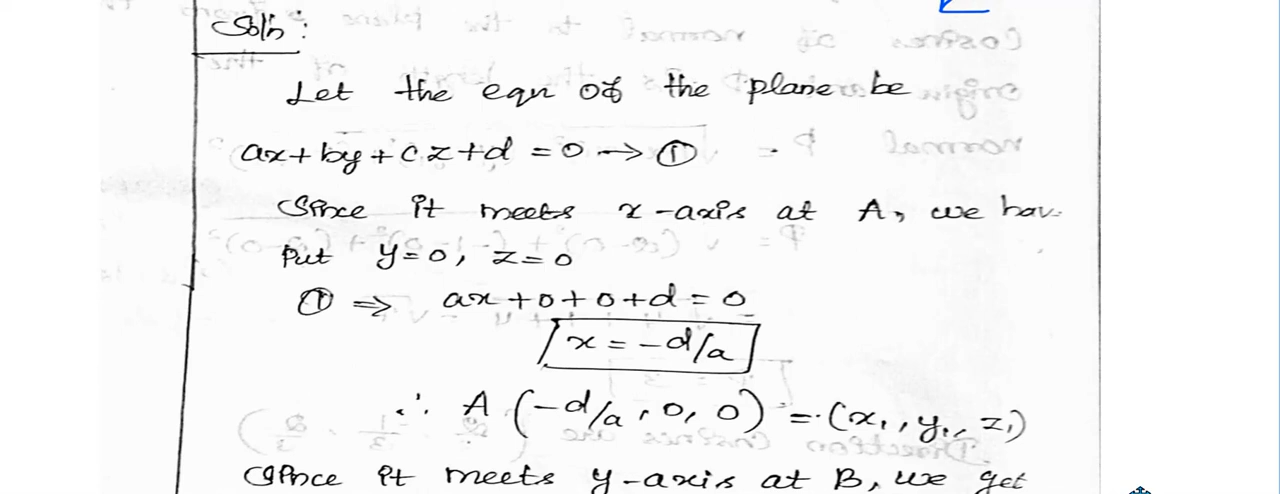 Soln:
Let the eqn of the plane be
ax+by+cz+d=0 → ①
Since it meets x-axis at A, we hav
Put y=0, z=0
① ⇒ ax+0+0+d=0
x=-d/a
∴ A (-d/a, 0, 0) = (x₁, y₁, z₁)
Since it meets y-axis at B, we get